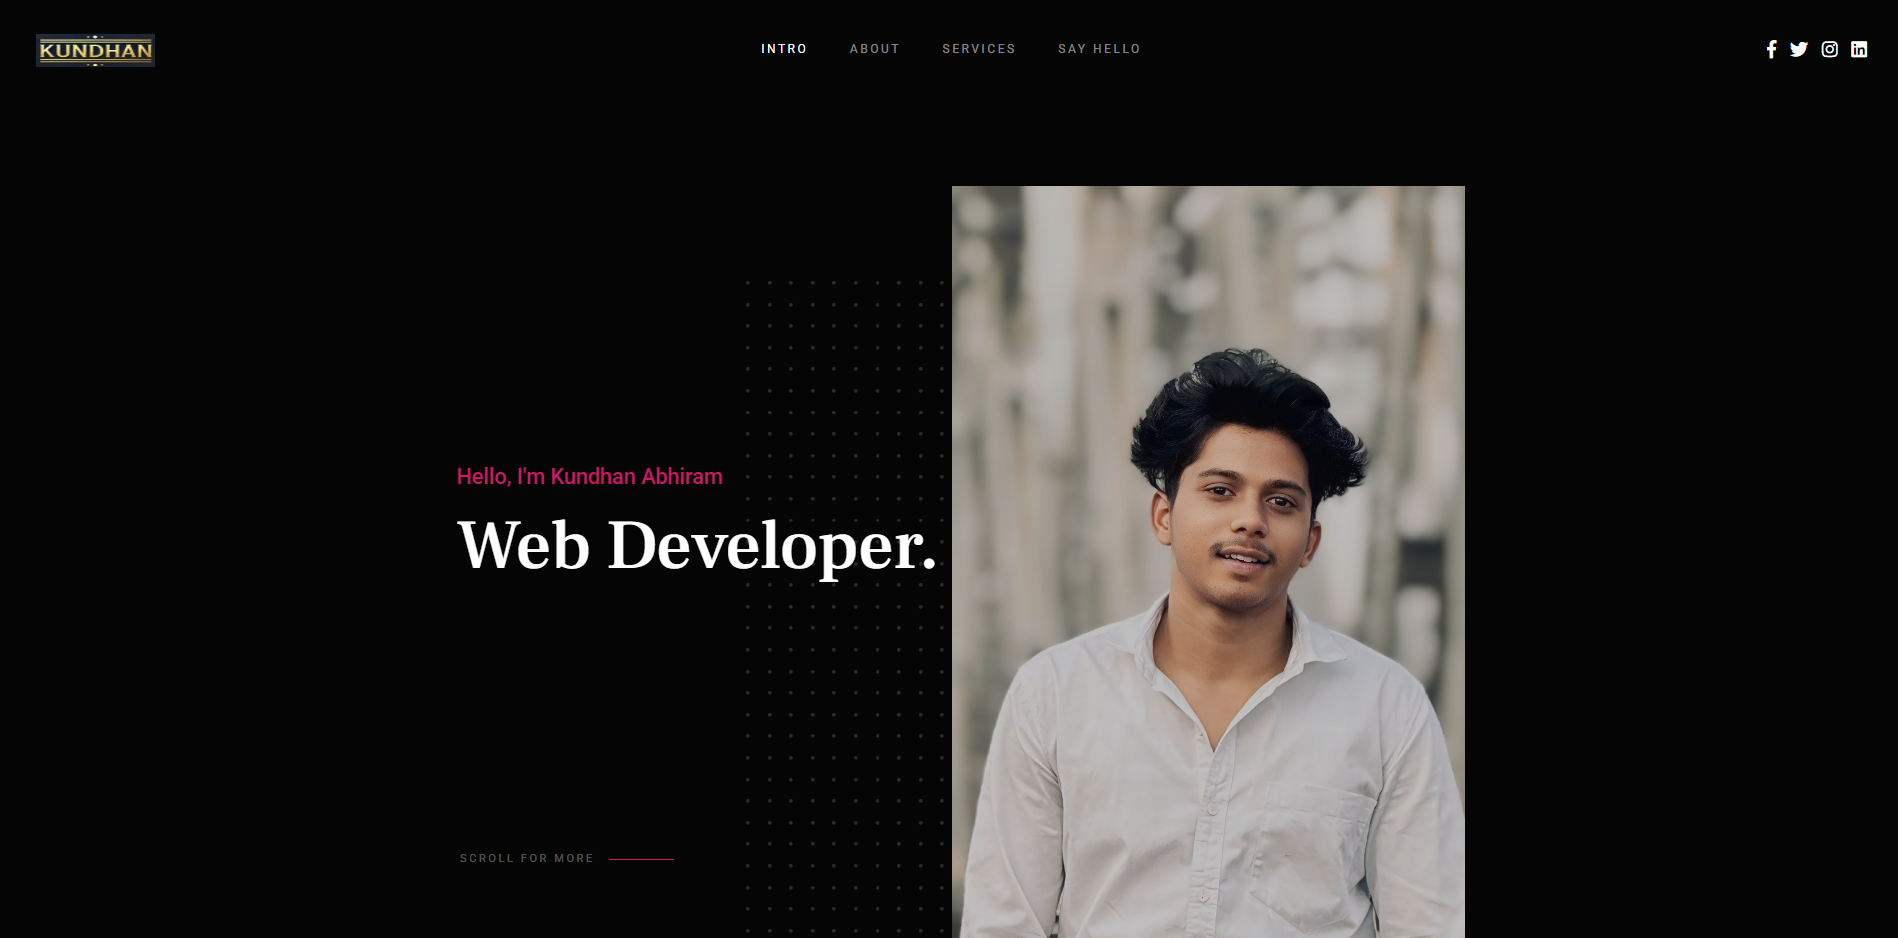 KUNDHAN
INTRO ABOUT SERVICES SAY HELLO
Hello, I'm Kundhan Abhiram
Web Developer.
SCROLL FOR MORE